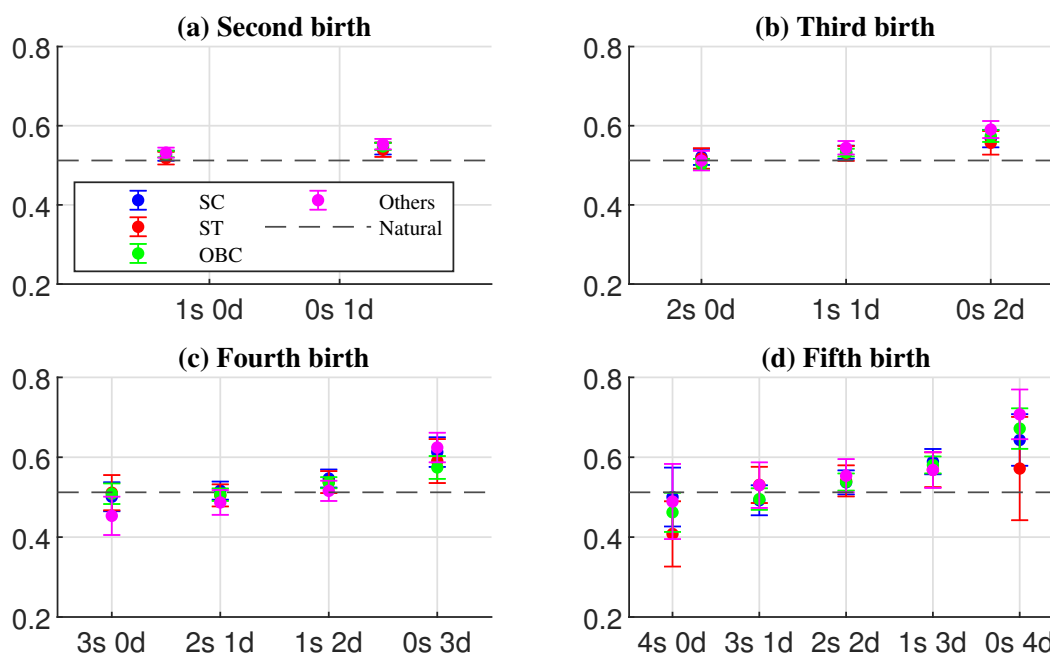 (a) Second birth
0.8
0.6
0.4
0.2
SC
ST
OBC
Others
Natural
1s 0d 0s 1d
(b) Third birth
0.8
0.6
0.4
0.2
2s 0d 1s 1d 0s 2d
(c) Fourth birth
0.8
0.6
0.4
0.2
3s 0d 2s 1d 1s 2d 0s 3d
(d) Fifth birth
0.8
0.6
0.4
0.2
4s 0d 3s 1d 2s 2d 1s 3d 0s 4d